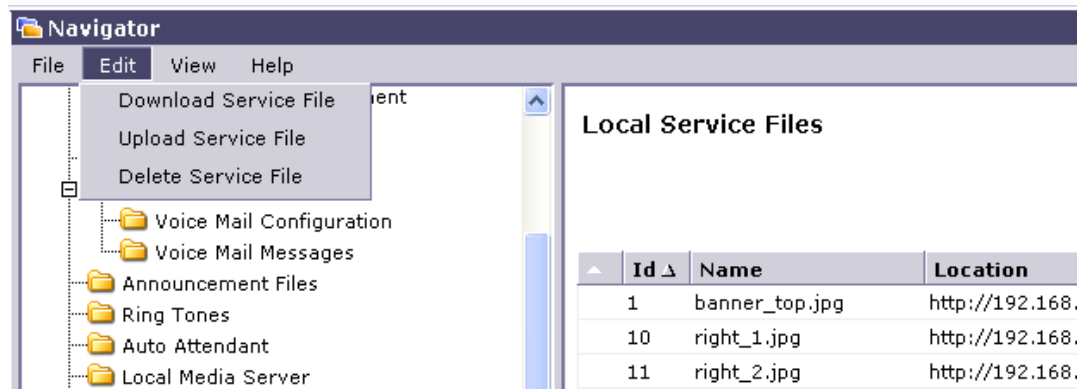 Navigator
File Edit View Help
Download Service File
Upload Service File
Delete Service File
Voice Mail Configuration
Voice Mail Messages
Announcement Files
Ring Tones
Auto Attendant
Local Media Server
Local Service Files
Id Name Location
1 banner_top.jpg http://192.168.
10 right_1.jpg http://192.168.
11 right_2.jpg http://192.168.